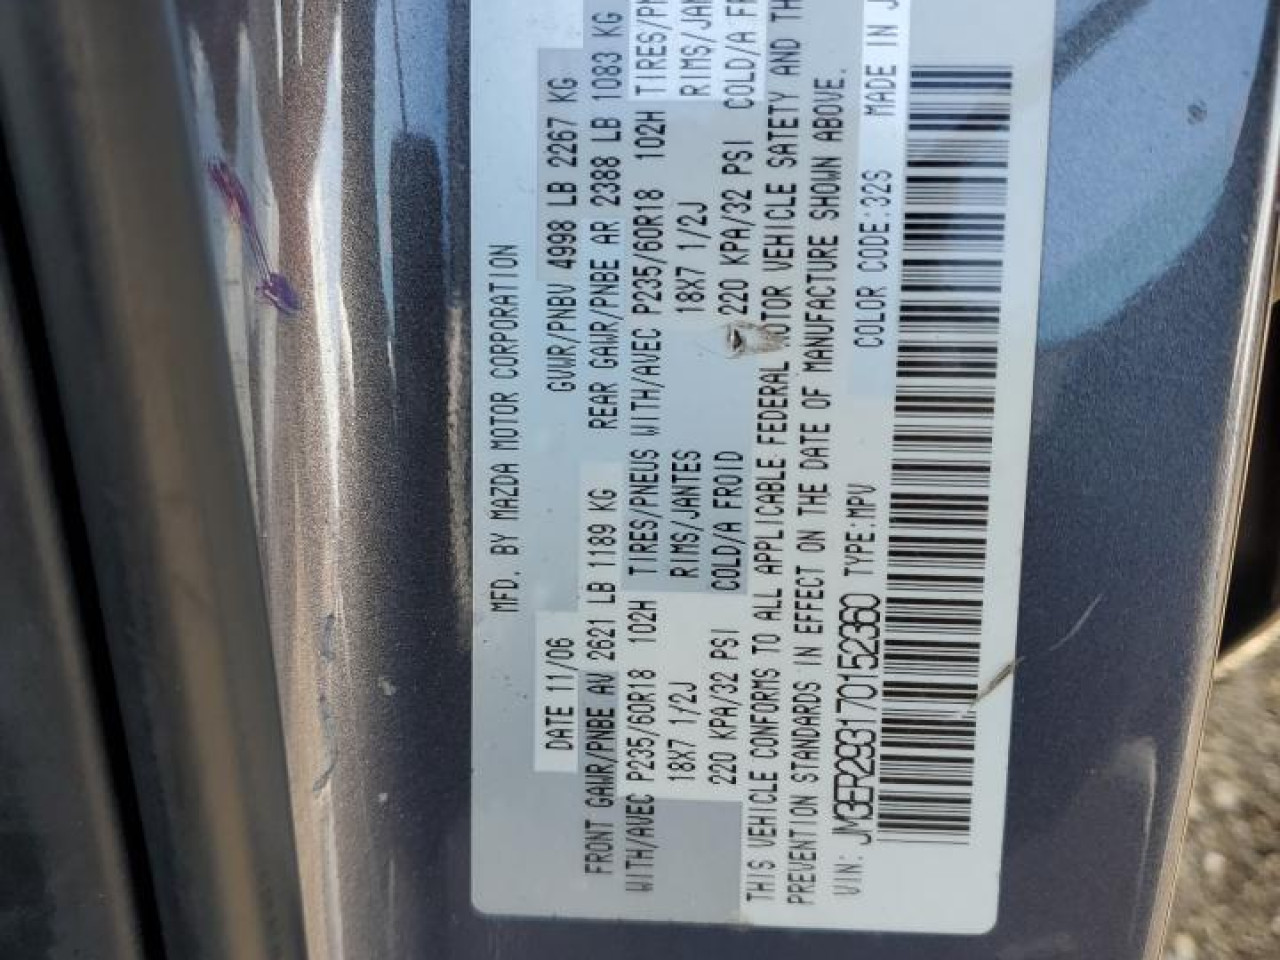 MFD. BY MAZDA MOTOR CORPORATION
DATE 11/06 GVWR/PNBV 4998 LB 2267 KG
FRONT GAWR/PNBE AV 2621 LB 1189 KG REAR GAWR/PNBE AR 2388 LB 1083 KG
WITH/AVEC P235/60R18 102H TIRES/PNEUS WITH/AVEC P235/60R18 102H TIRES/PN
18X7 1/2J RIMS/JANTES 18X7 1/2J RIMS/JAN
220 KPA/32 PSI COLD/A FROID 220 KPA/32 PSI COLD/A FR
THIS VEHICLE CONFORMS TO ALL APPLICABLE FEDERAL MOTOR VEHICLE SATETY AND TH
PREVENTION STANDARDS IN EFFECT ON THE DATE OF MANUFACTURE SHOWN ABOVE.
VIN: JM3ER293170152360 TYPE:MPV COLOR CODE:32S MADE IN J